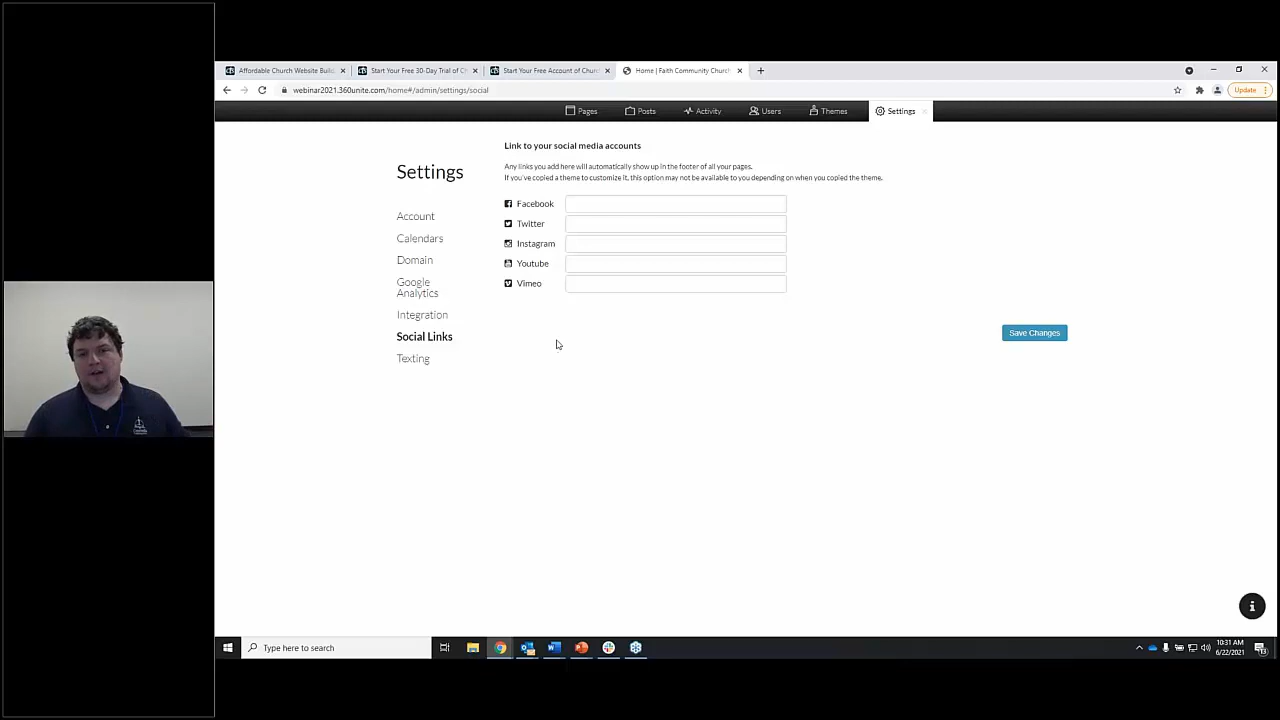 Affordable Church Website Build
Start Your Free 30-Day Trial of C
Start Your Free Account of Churc
Home | Faith Community Church
webinar2021.360unite.com/home#/admin/settings/social
Update
Pages
Posts
Activity
Users
Themes
Settings
Settings
Account
Calendars
Domain
Google
Analytics
Integration
Social Links
Texting
Link to your social media accounts
Any links you add here will automatically show up in the footer of all your pages.
If you've copied a theme to customize it, this option may not be available to you depending on when you copied the theme.
Facebook
Twitter
Instagram
Youtube
Vimeo
Save Changes
Type here to search
10:31 AM
6/22/2021